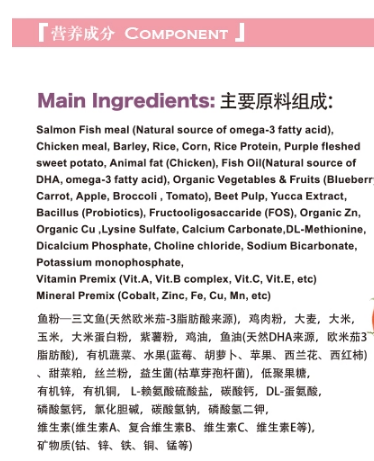 「营养成分 COMPONENT」
Main Ingredients: 主要原料组成:
Salmon Fish meal (Natural source of omega-3 fatty acid),
Chicken meal, Barley, Rice, Corn, Rice Protein, Purple fleshed
sweet potato, Animal fat (Chicken), Fish Oil(Natural source of
DHA, omega-3 fatty acid), Organic Vegetables & Fruits (Blueberry
Carrot, Apple, Broccoli , Tomato), Beet Pulp, Yucca Extract,
Bacillus (Probiotics), Fructooligosaccaride (FOS), Organic Zn,
Organic Cu ,Lysine Sulfate, Calcium Carbonate,DL-Methionine,
Dicalcium Phosphate, Choline chloride, Sodium Bicarbonate,
Potassium monophosphate,
Vitamin Premix (Vit.A, Vit.B complex, Vit.C, Vit.E, etc)
Mineral Premix (Cobalt, Zinc, Fe, Cu, Mn, etc)
鱼粉—三文鱼(天然欧米茄-3脂肪酸来源)，鸡肉粉，大麦，大米，
玉米，大米蛋白粉，紫薯粉，鸡油，鱼油(天然DHA来源，欧米茄3
脂肪酸)，有机蔬菜、水果(蓝莓、胡萝卜、苹果、西兰花、西红柿)
、甜菜粕，丝兰粉，益生菌(枯草芽孢杆菌)，低聚果糖，
有机锌，有机铜， L-赖氨酸硫酸盐，碳酸钙，DL-蛋氨酸，
磷酸氢钙，氯化胆碱，碳酸氢钠，磷酸氢二钾，
维生素(维生素A、复合维生素B、维生素C、维生素E等)，
矿物质(钴、锌、铁、铜、锰等)